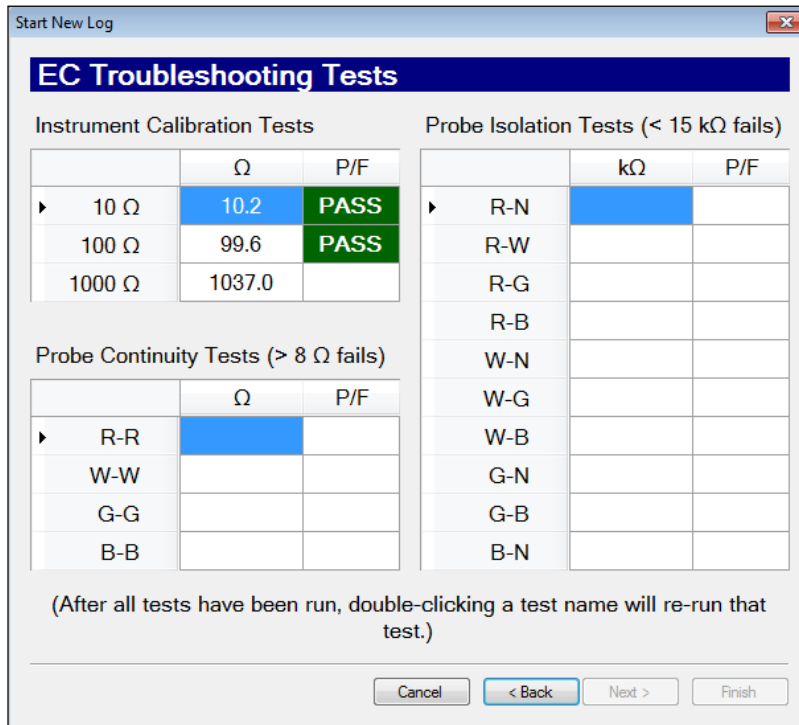 Start New Log
EC Troubleshooting Tests
Instrument Calibration Tests
Ω P/F
10 Ω 10.2 PASS
100 Ω 99.6 PASS
1000 Ω 1037.0
Probe Continuity Tests (> 8 Ω fails)
Ω P/F
R-R
W-W
G-G
B-B
Probe Isolation Tests (< 15 kΩ fails)
kΩ P/F
R-N
R-W
R-G
R-B
W-N
W-G
W-B
G-N
G-B
B-N
(After all tests have been run, double-clicking a test name will re-run that
test.)
Cancel < Back Next > Finish